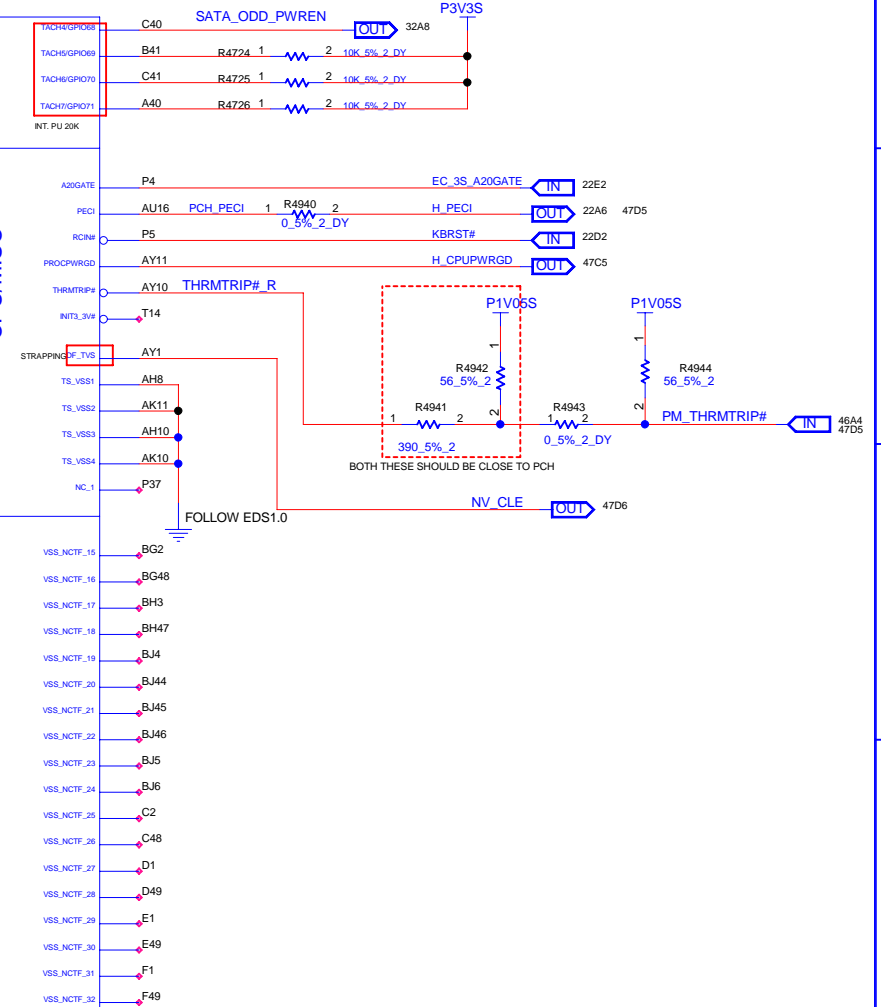 P3V3S
TACH4/GPIO68 C40 SATA_ODD_PWREN OUT 32A8
TACH5/GPIO69 B41 R4724 1 2 10K_5%_2_DY
TACH6/GPIO70 C41 R4725 1 2 10K_5%_2_DY
TACH7/GPIO71 A40 R4726 1 2 10K_5%_2_DY
INT. PU 20K
A20GATE P4 EC_3S_A20GATE IN 22E2
PECI AU16 PCH_PECI 1 R4940 2 H_PECI OUT 22A6 47D5
0_5%_2_DY
RCIN# P5 KBRST# IN 22D2
PROCPWRGD AY11 H_CPUPWRGD OUT 47C5
THRMTRIP# AY10 THRMTRIP#_R
P1V05S P1V05S
INIT3_3V# T14
1 1
STRAPPING DF_TVS AY1
R4942 R4944
56_5%_2 56_5%_2
TS_VSS1 AH8
2 2
TS_VSS2 AK11
R4941 R4943
1 2 1 2 PM_THRMTRIP# IN 46A4
47D5
TS_VSS3 AH10
390_5%_2 0_5%_2_DY
TS_VSS4 AK10
BOTH THESE SHOULD BE CLOSE TO PCH
NC_1 P37
NV_CLE OUT 47D6
FOLLOW EDS1.0
VSS_NCTF_15 BG2
VSS_NCTF_16 BG48
VSS_NCTF_17 BH3
VSS_NCTF_18 BH47
VSS_NCTF_19 BJ4
VSS_NCTF_20 BJ44
VSS_NCTF_21 BJ45
VSS_NCTF_22 BJ46
VSS_NCTF_23 BJ5
VSS_NCTF_24 BJ6
VSS_NCTF_25 C2
VSS_NCTF_26 C48
VSS_NCTF_27 D1
VSS_NCTF_28 D49
VSS_NCTF_29 E1
VSS_NCTF_30 E49
VSS_NCTF_31 F1
VSS_NCTF_32 F49